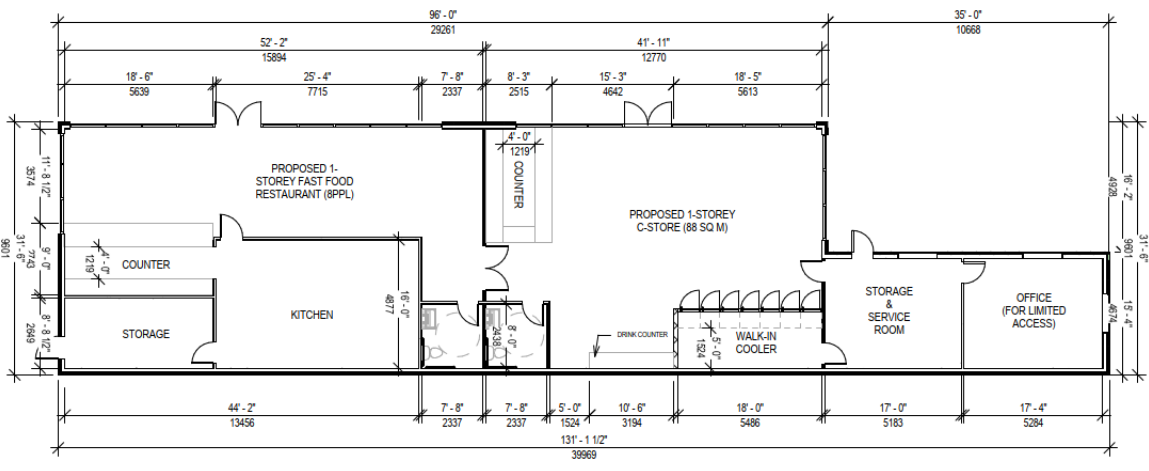 96' - 0"
29261
35' - 0"
10668
52' - 2"
15894
41' - 11"
12770
18' - 6"
5639
25' - 4"
7715
7' - 8"
2337
8' - 3"
2515
15' - 3"
4642
18' - 5"
5613
11' - 8 1/2"
3574
31' - 6"
9601
9' - 0"
2743
4' - 0"
1219
8' - 8 1/2"
2649
PROPOSED 1-
STOREY FAST FOOD
RESTAURANT (8PPL)
4' - 0"
1219
COUNTER
PROPOSED 1-STOREY
C-STORE (88 SQ M)
16' - 2"
4928
31' - 6"
9601
15' - 4"
4674
COUNTER
STORAGE
KITCHEN
16' - 0"
4877
8' - 0"
2438
DRINK COUNTER
5' - 0"
1524
WALK-IN
COOLER
STORAGE
&
SERVICE
ROOM
OFFICE
(FOR LIMITED
ACCESS)
44' - 2"
13456
7' - 8"
2337
7' - 8"
2337
5' - 0"
1524
10' - 6"
3194
18' - 0"
5486
17' - 0"
5183
17' - 4"
5284
131' - 1 1/2"
39969